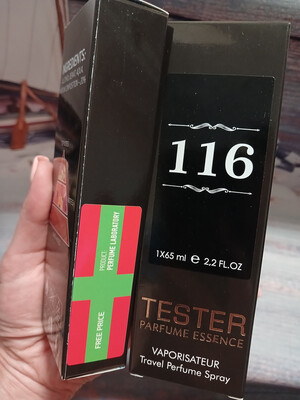 INGREDIENTS:
PRODUCT
PERFUME LABORATORY
FREE PRICE
116
1X65 ml e 2.2 FL.OZ
TESTER
PARFUME ESSENCE
VAPORISATEUR
Travel Perfume Spray